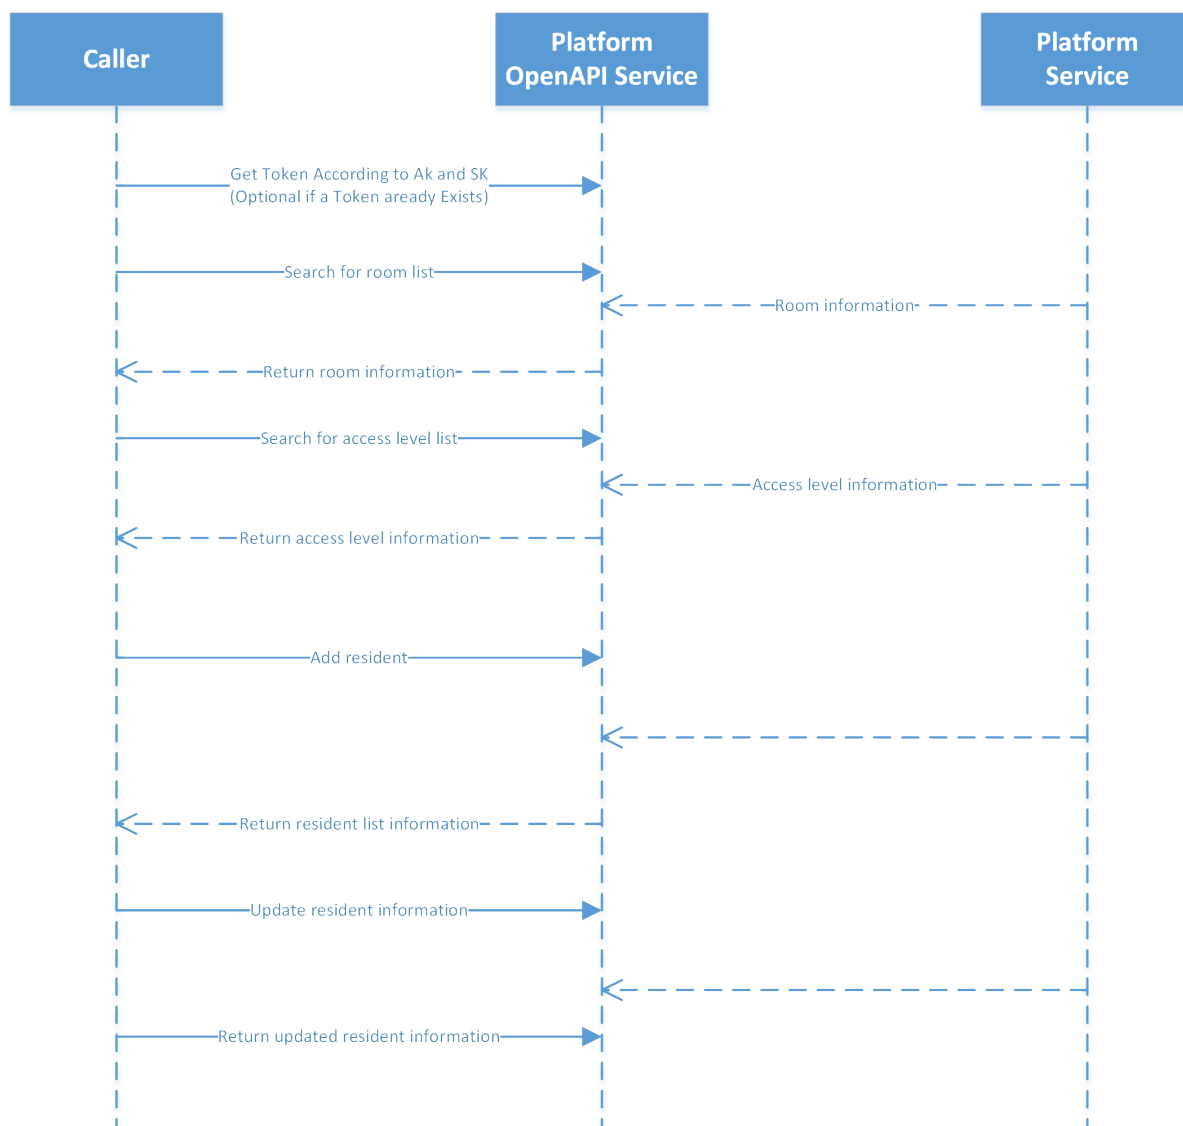 Caller
Platform
OpenAPI Service
Platform
Service
Get Token According to Ak and SK
(Optional if a Token aready Exists)
Search for room list
Room information
Return room information
Search for access level list
Access level information
Return access level information
Add resident
Return resident list information
Update resident information
Return updated resident information